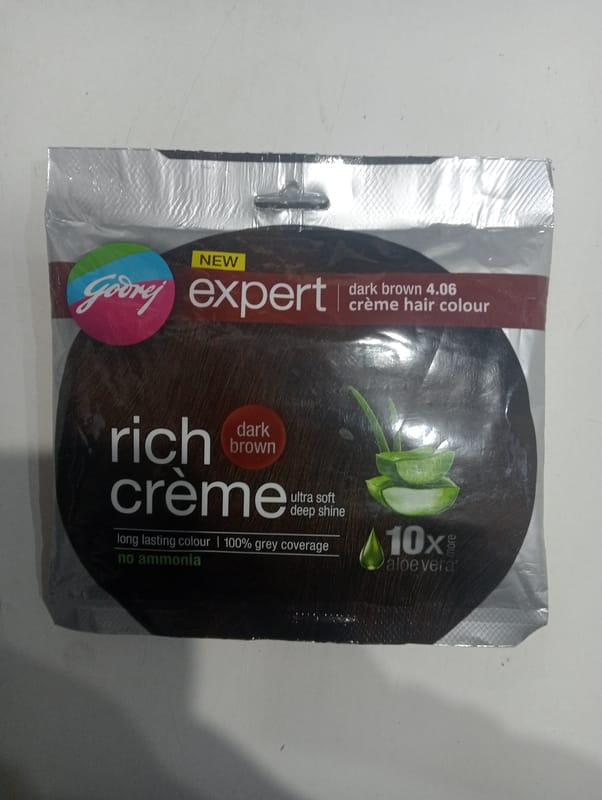 Godrej
NEW
expert
dark brown 4.06
crème hair colour
rich
crème
dark
brown
ultra soft
deep shine
long lasting colour | 100% grey coverage
no ammonia
10x more
aloe vera*